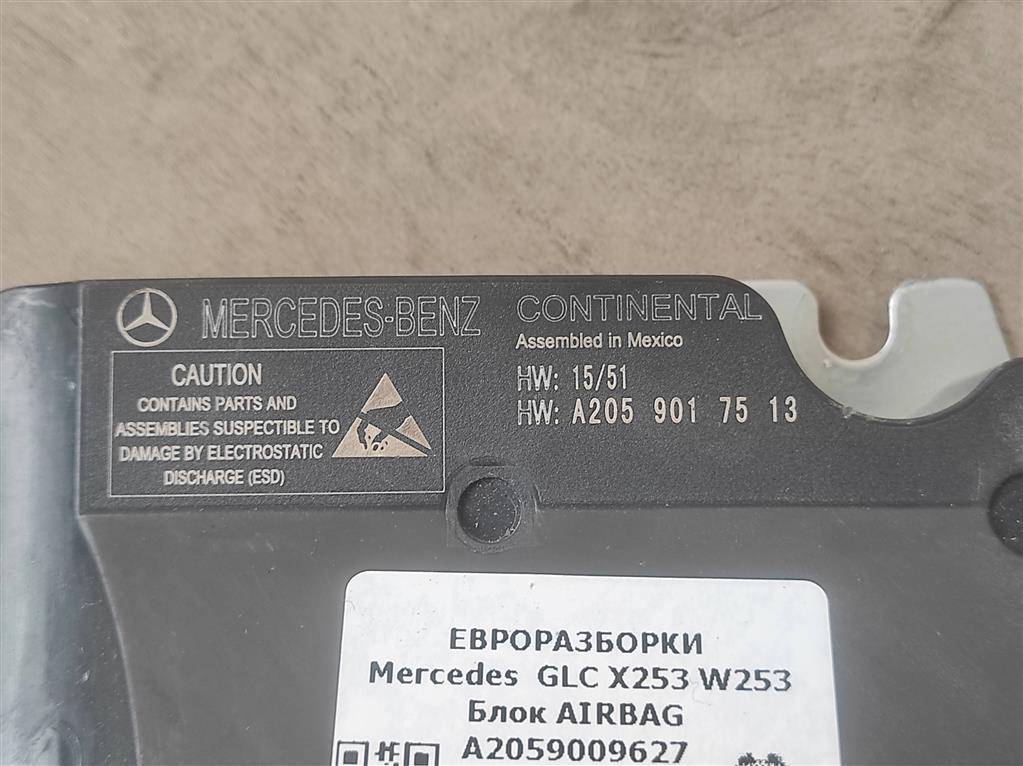 MERCEDES-BENZ
CONTINENTAL
Assembled in Mexico
HW: 15/51
HW: A205 901 75 13
CAUTION
CONTAINS PARTS AND
ASSEMBLIES SUSPECTIBLE TO
DAMAGE BY ELECTROSTATIC
DISCHARGE (ESD)
ЕВРОРАЗБОРКИ
Mercedes GLC X253 W253
Блок AIRBAG
A2059009627